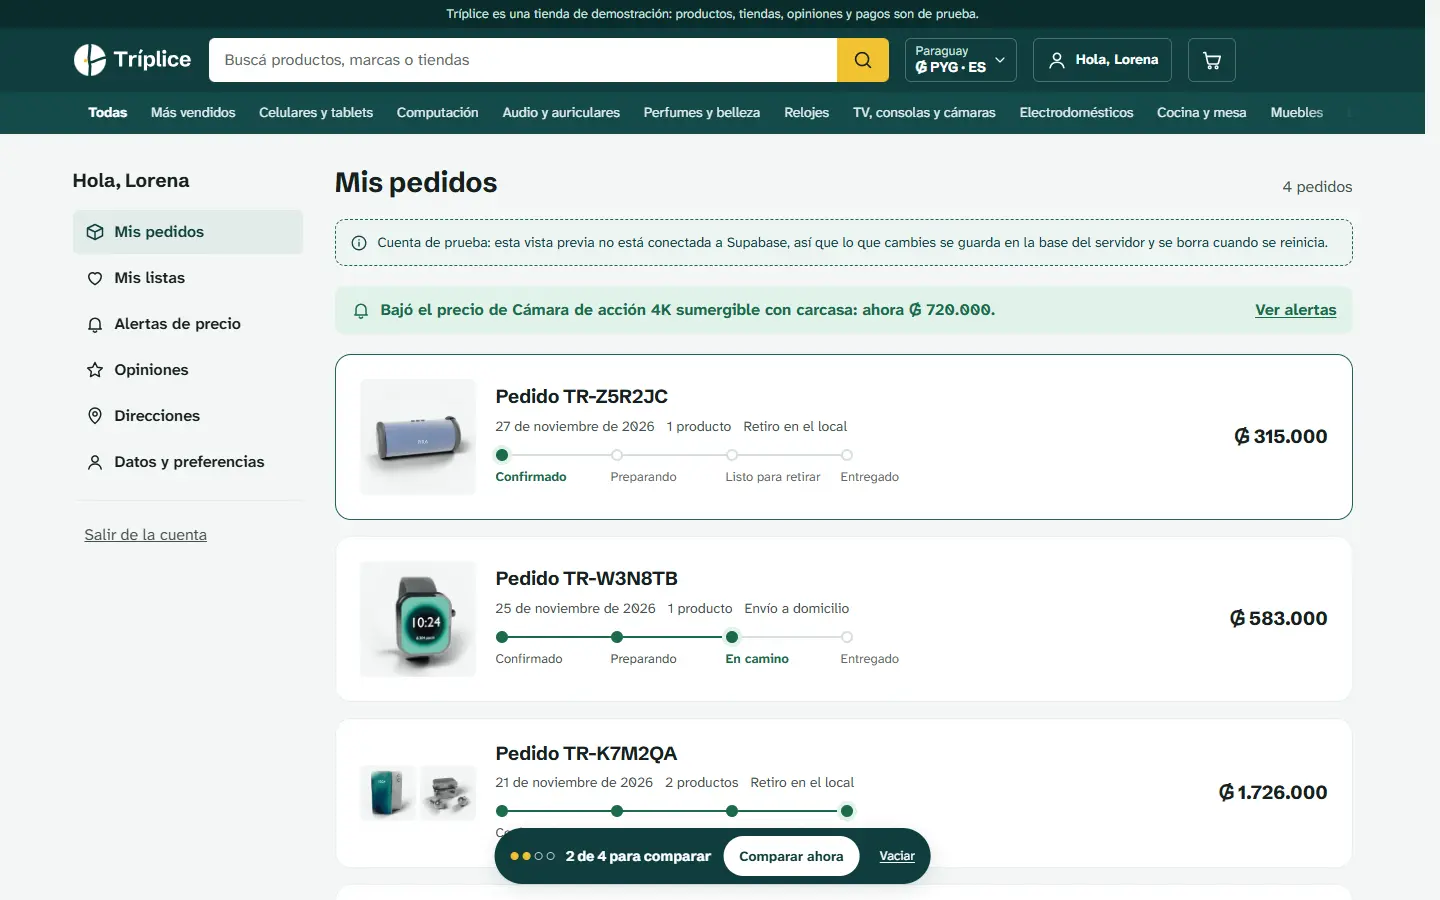 Tríplice es una tienda de demostración: productos, tiendas, opiniones y pagos son de prueba.
Tríplice
Buscá productos, marcas o tiendas
Paraguay
₲ PYG · ES
Hola, Lorena
Todas
Más vendidos
Celulares y tablets
Computación
Audio y auriculares
Perfumes y belleza
Relojes
TV, consolas y cámaras
Electrodomésticos
Cocina y mesa
Muebles
Hola, Lorena
Mis pedidos
Mis listas
Alertas de precio
Opiniones
Direcciones
Datos y preferencias
Salir de la cuenta
Mis pedidos
4 pedidos
Cuenta de prueba: esta vista previa no está conectada a Supabase, así que lo que cambies se guarda en la base del servidor y se borra cuando se reinicia.
Bajó el precio de Cámara de acción 4K sumergible con carcasa: ahora ₲ 720.000.
Ver alertas
Pedido TR-Z5R2JC
27 de noviembre de 2026 1 producto Retiro en el local
Confirmado
Preparando
Listo para retirar
Entregado
₲ 315.000
10:24
Pedido TR-W3N8TB
25 de noviembre de 2026 1 producto Envío a domicilio
Confirmado
Preparando
En camino
Entregado
₲ 583.000
Pedido TR-K7M2QA
21 de noviembre de 2026 2 productos Retiro en el local
₲ 1.726.000
2 de 4 para comparar
Comparar ahora
Vaciar